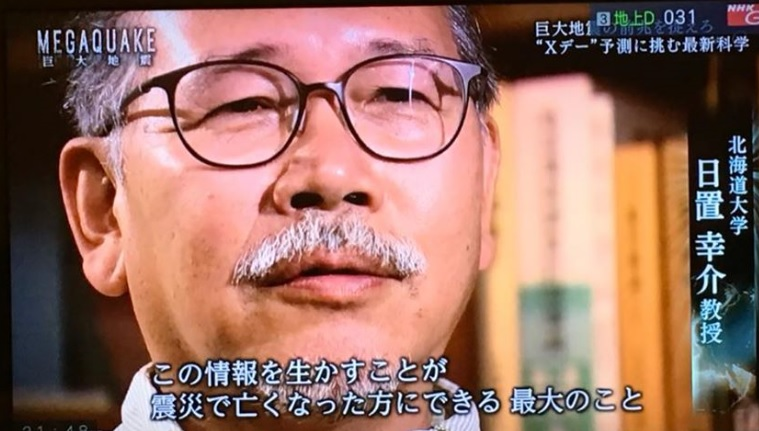 MEGAQUAKE
巨大地震
3 地上D 031
NHK
巨大地震の前兆を捉えろ
“Xデー”予測に挑む最新科学
北海道大学
日置 幸介 教授
この情報を生かすことが
震災で亡くなった方にできる 最大のこと